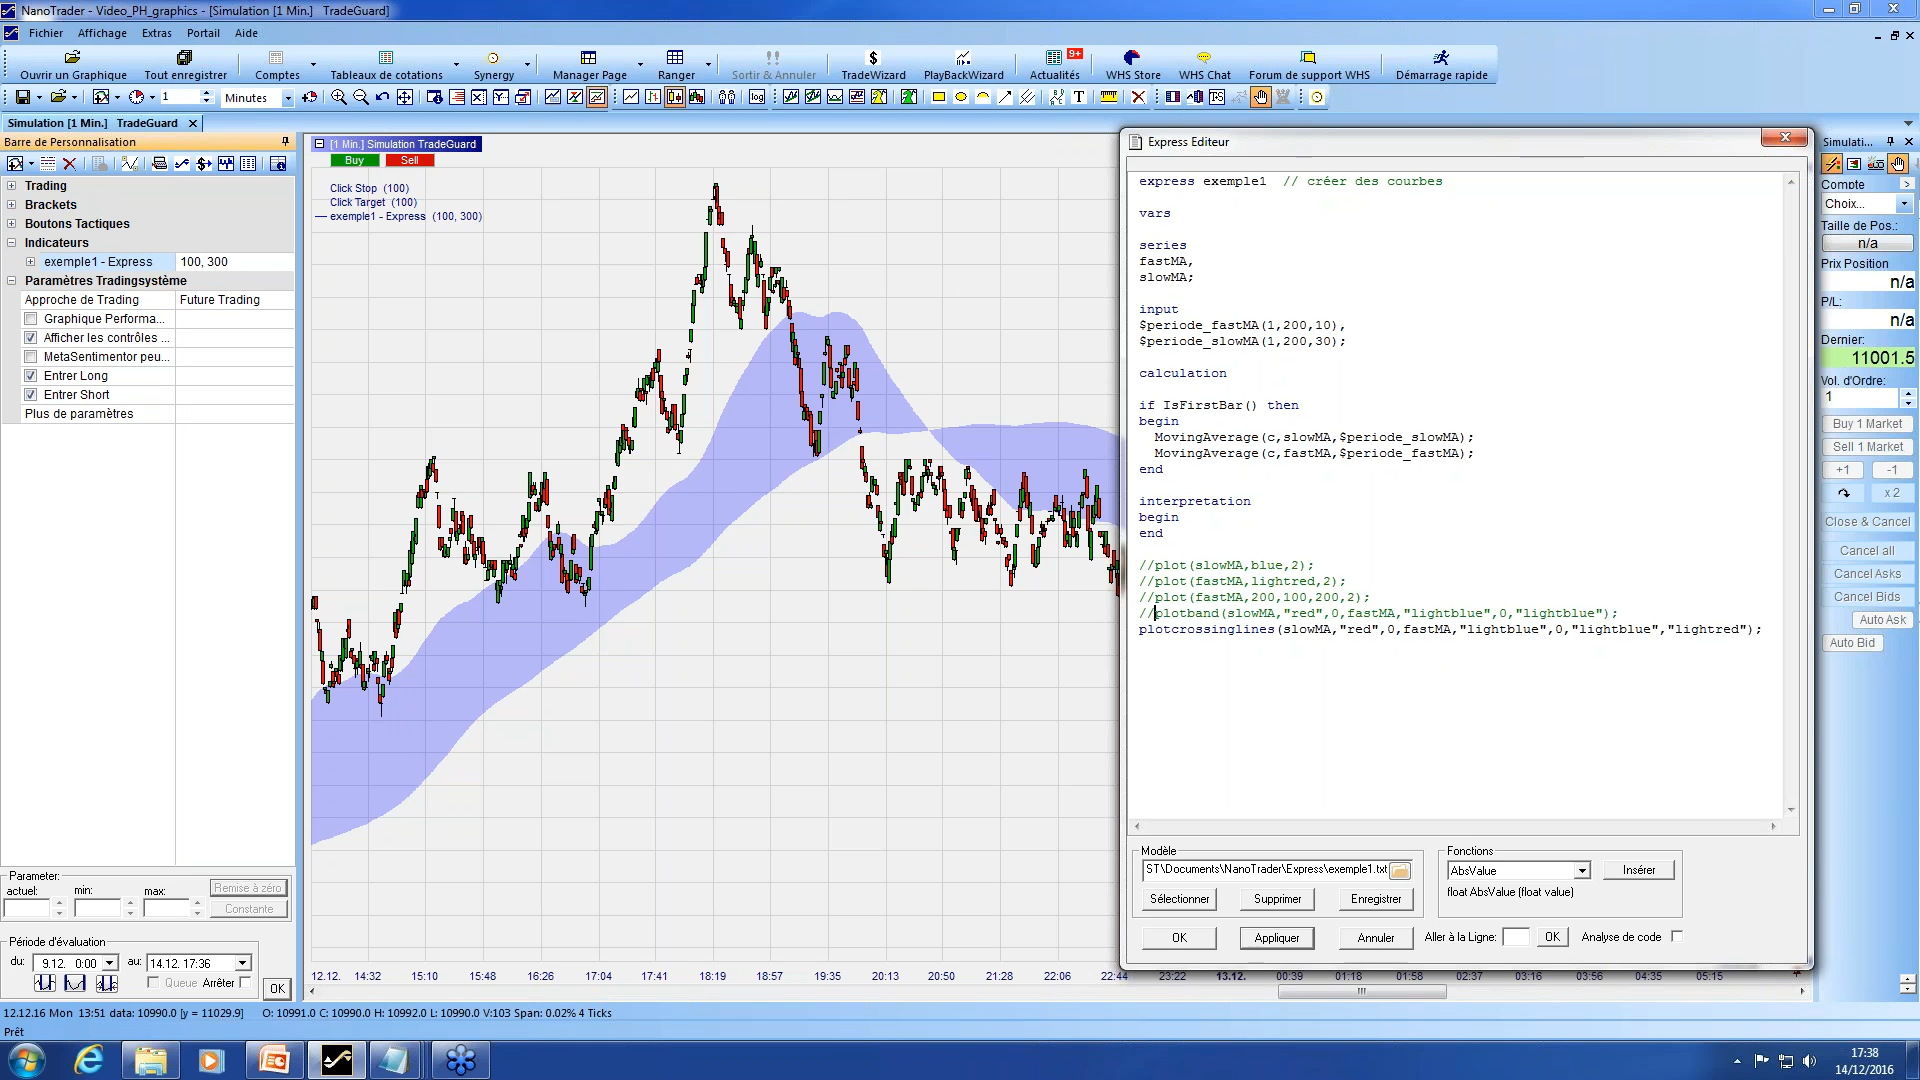 NanoTrader - Video_PH_graphics - [Simulation [1 Min.]   TradeGuard]
Fichier Affichage Extras Portail Aide
Ouvrir un Graphique Tout enregistrer Comptes Tableaux de cotations Synergy Manager Page Ranger Sortir & Annuler TradeWizard PlayBackWizard Actualités 9+ WHS Store WHS Chat Forum de support WHS Démarrage rapide
1 Minutes log
Simulation [1 Min.]   TradeGuard
Barre de Personnalisation
Trading
Brackets
Boutons Tactiques
Indicateurs
exemple1 - Express 100, 300
Paramètres Tradingsystème
Approche de Trading Future Trading
Graphique Performa...
Afficher les contrôles ...
MetaSentimentor peu...
Entrer Long
Entrer Short
Plus de paramètres
Parameter:
actuel: min: max: Remise à zéro
Constante
Période d'évaluation
du: 9.12. 0:00 au: 14.12. 17:36
Queue Arrêter OK
[1 Min.] Simulation TradeGuard
Buy Sell
Click Stop (100)
Click Target (100)
exemple1 - Express (100, 300)
12.12. 14:32 15:10 15:48 16:26 17:04 17:41 18:19 18:57 19:35 20:13 20:50 21:28 22:06 22:44 23:22 13.12. 00:39 01:18 01:58 02:37 03:16 03:56 04:35 05:15
Express Editeur
express exemple1  // créer des courbes
vars
series
fastMA,
slowMA;
input
$periode_fastMA(1,200,10),
$periode_slowMA(1,200,30);
calculation
if IsFirstBar() then
begin
MovingAverage(c,slowMA,$periode_slowMA);
MovingAverage(c,fastMA,$periode_fastMA);
end
interpretation
begin
end
//plot(slowMA,blue,2);
//plot(fastMA,lightred,2);
//plot(fastMA,200,100,200,2);
//plotband(slowMA,"red",0,fastMA,"lightblue",0,"lightblue");
plotcrossinglines(slowMA,"red",0,fastMA,"lightblue",0,"lightblue","lightred");
Modèle
ST\Documents\NanoTrader\Express\exemple1.txt
Sélectionner Supprimer Enregistrer
Fonctions
AbsValue Insérer
float AbsValue (float value)
OK Appliquer Annuler Aller à la Ligne: OK Analyse de code
Simulati...
Compte
Choix...
Taille de Pos.:
n/a
Prix Position
n/a
P/L:
n/a
Dernier:
11001.5
Vol. d'Ordre:
1
Buy 1 Market
Sell 1 Market
+1 -1
x 2
Close & Cancel
Cancel all
Cancel Asks
Cancel Bids
Auto Ask
Auto Bid
12.12.16 Mon  13:51 data: 10990.0 [y = 11029.9] O: 10991.0 C: 10990.0 H: 10992.0 L: 10990.0 V:103 Span: 0.02% 4 Ticks
Prêt
17:38
14/12/2016